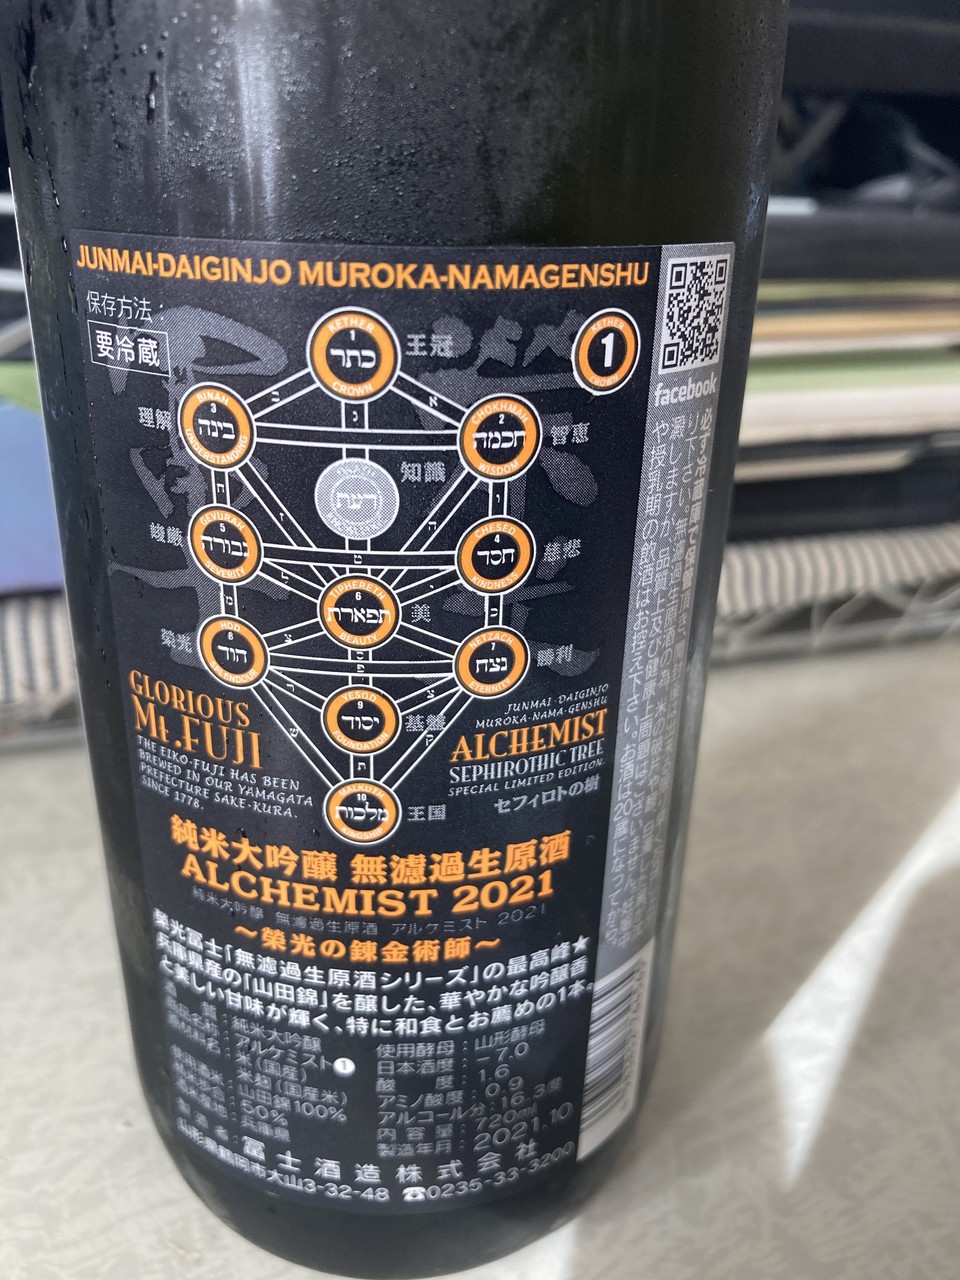 JUNMAI-DAIGINJO MUROKA-NAMAGENSHU
保存方法：
要冷蔵
KETHER
1
כתר
CROWN
王冠
KETHER
1
CROWN
facebook
BINAH
3
בינה
UNDERSTANDING
理解
CHOKHMAH
2
חכמה
WISDOM
智恵
知識
דעת
GEVURAH
5
גבורה
SEVERITY
峻厳
CHESED
4
חסד
KINDNESS
慈悲
TIPHERETH
6
תפארת
BEAUTY
美
HOD
8
הוד
SPLENDOUR
栄光
NETZACH
7
נצח
ETERNITY
勝利
YESOD
9
יסוד
FOUNDATION
基盤
MALKUTH
10
מלכות
KINGSHIP
王国
GLORIOUS
Mt.FUJI
THE EIKO-FUJI HAS BEEN
BREWED IN OUR YAMAGATA
PREFECTURE SAKE-KURA.
SINCE 1778.
JUNMAI-DAIGINJO
MUROKA-NAMA-GENSHU
ALCHEMIST
SEPHIROTHIC TREE
SPECIAL LIMITED EDITION.
セフィロトの樹
純米大吟醸 無濾過生原酒
ALCHEMIST 2021
純米大吟醸 無濾過生原酒 アルケミスト 2021
～榮光の錬金術師～
栄光冨士「無濾過生原酒シリーズ」の最高峰★
兵庫県産の「山田錦」を醸した、華やかな吟醸香
と美しい甘味が輝く、特に和食とお薦めの1本。
純米大吟醸
アルケミスト❶
米(国産)
米麹(国産米)
山田錦100%
50%
兵庫県
使用酵母：山形酵母
日本酒度：-7.0
酸度：1.6
アミノ酸度：0.9
アルコール分：16.3度
内容量：720ml
製造年月：2021.10
冨士酒造株式会社
山形県鶴岡市大山3-32-48 ☎0235-33-3200